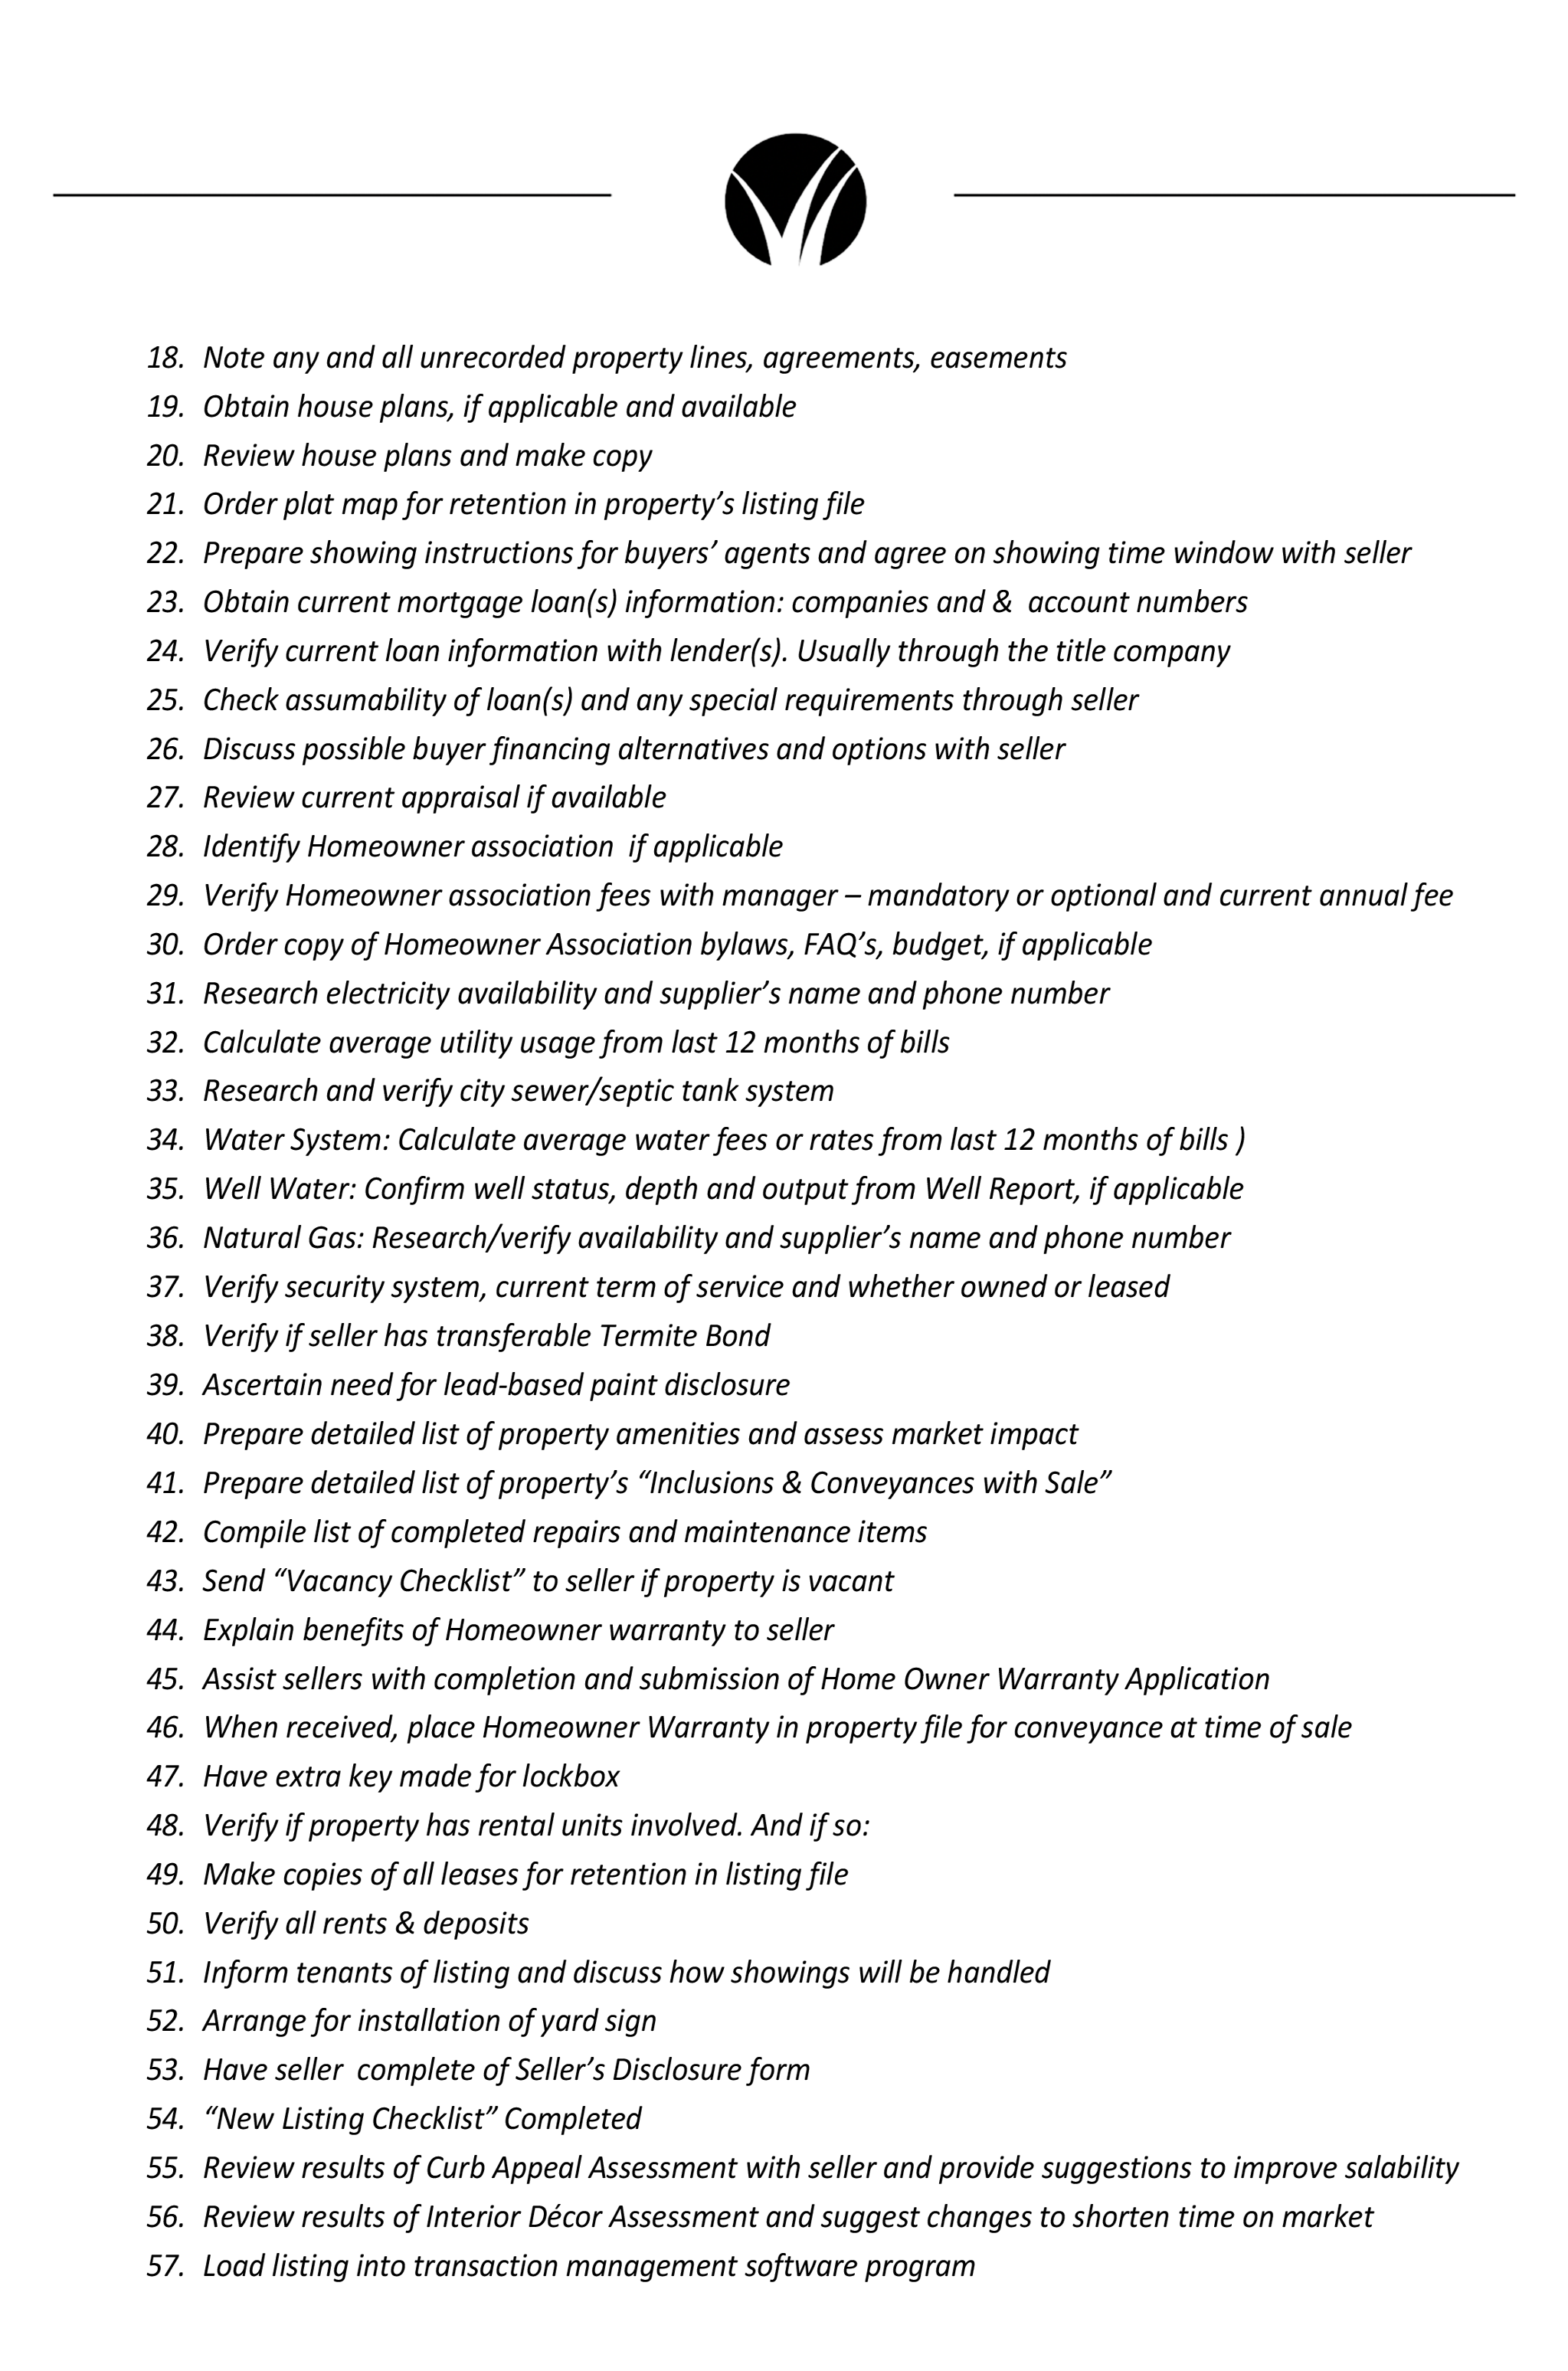 18. Note any and all unrecorded property lines, agreements, easements
19. Obtain house plans, if applicable and available
20. Review house plans and make copy
21. Order plat map for retention in property’s listing file
22. Prepare showing instructions for buyers’ agents and agree on showing time window with seller
23. Obtain current mortgage loan(s) information: companies and &  account numbers
24. Verify current loan information with lender(s). Usually through the title company
25. Check assumability of loan(s) and any special requirements through seller
26. Discuss possible buyer financing alternatives and options with seller
27. Review current appraisal if available
28. Identify Homeowner association  if applicable
29. Verify Homeowner association fees with manager – mandatory or optional and current annual fee
30. Order copy of Homeowner Association bylaws, FAQ’s, budget, if applicable
31. Research electricity availability and supplier’s name and phone number
32. Calculate average utility usage from last 12 months of bills
33. Research and verify city sewer/septic tank system
34. Water System: Calculate average water fees or rates from last 12 months of bills )
35. Well Water: Confirm well status, depth and output from Well Report, if applicable
36. Natural Gas: Research/verify availability and supplier’s name and phone number
37. Verify security system, current term of service and whether owned or leased
38. Verify if seller has transferable Termite Bond
39. Ascertain need for lead-based paint disclosure
40. Prepare detailed list of property amenities and assess market impact
41. Prepare detailed list of property’s “Inclusions & Conveyances with Sale”
42. Compile list of completed repairs and maintenance items
43. Send “Vacancy Checklist” to seller if property is vacant
44. Explain benefits of Homeowner warranty to seller
45. Assist sellers with completion and submission of Home Owner Warranty Application
46. When received, place Homeowner Warranty in property file for conveyance at time of sale
47. Have extra key made for lockbox
48. Verify if property has rental units involved. And if so:
49. Make copies of all leases for retention in listing file
50. Verify all rents & deposits
51. Inform tenants of listing and discuss how showings will be handled
52. Arrange for installation of yard sign
53. Have seller  complete of Seller’s Disclosure form
54. “New Listing Checklist” Completed
55. Review results of Curb Appeal Assessment with seller and provide suggestions to improve salability
56. Review results of Interior Décor Assessment and suggest changes to shorten time on market
57. Load listing into transaction management software program